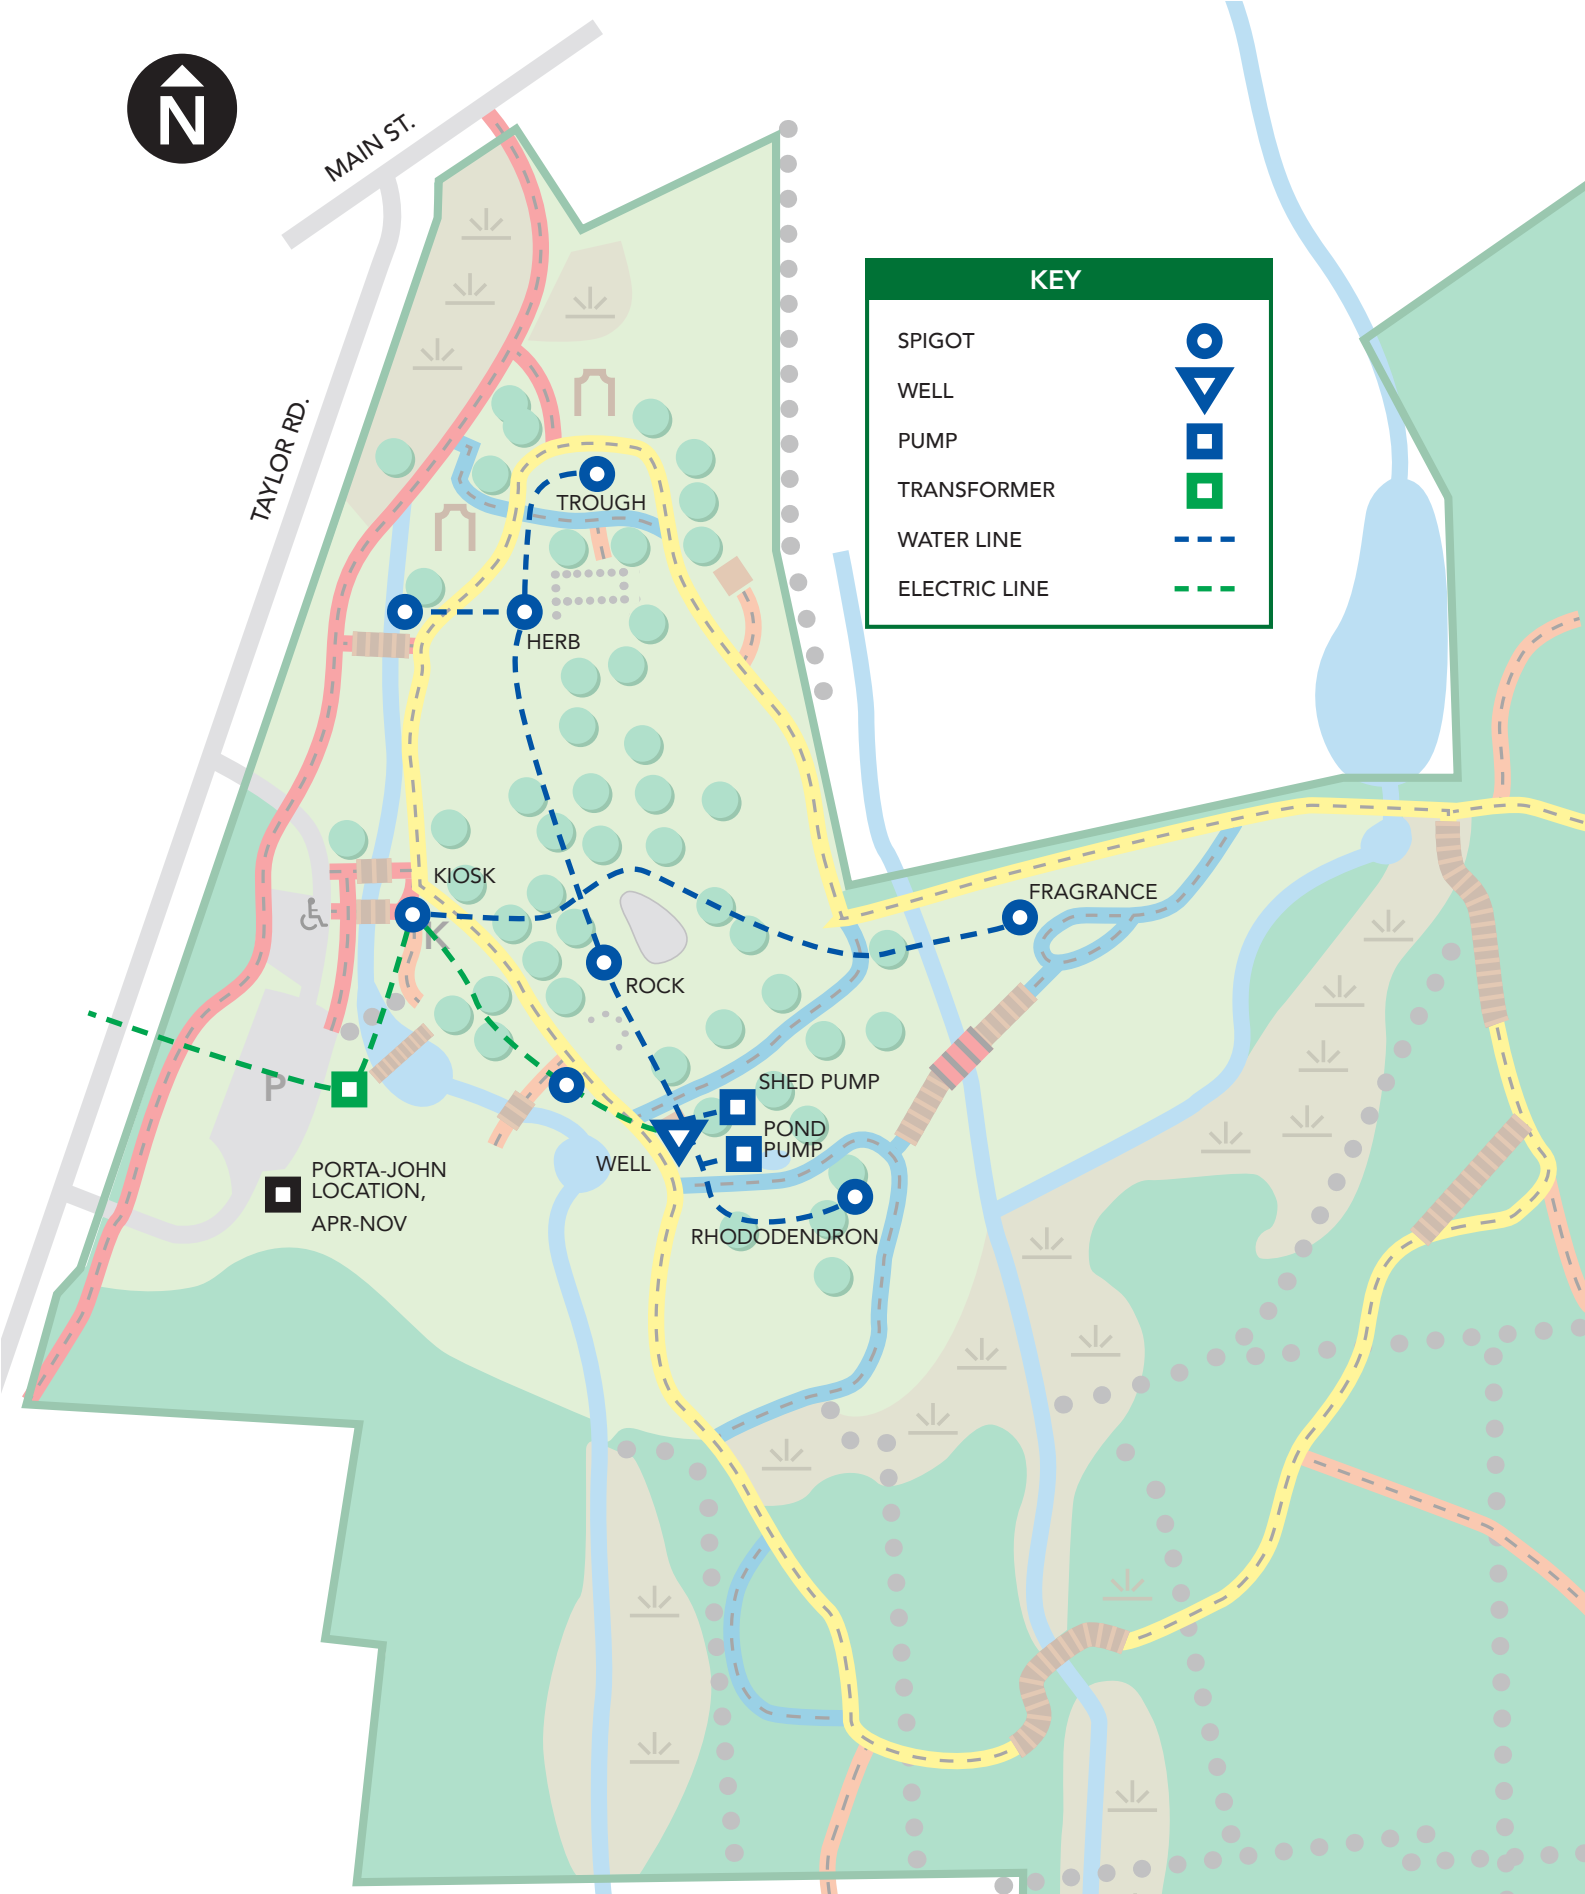 N
MAIN ST.
TAYLOR RD.
KEY
SPIGOT
WELL
PUMP
TRANSFORMER
WATER LINE
ELECTRIC LINE
TROUGH
HERB
KIOSK
K
FRAGRANCE
ROCK
P
SHED PUMP
POND
PUMP
WELL
PORTA-JOHN
LOCATION,
APR-NOV
RHODODENDRON